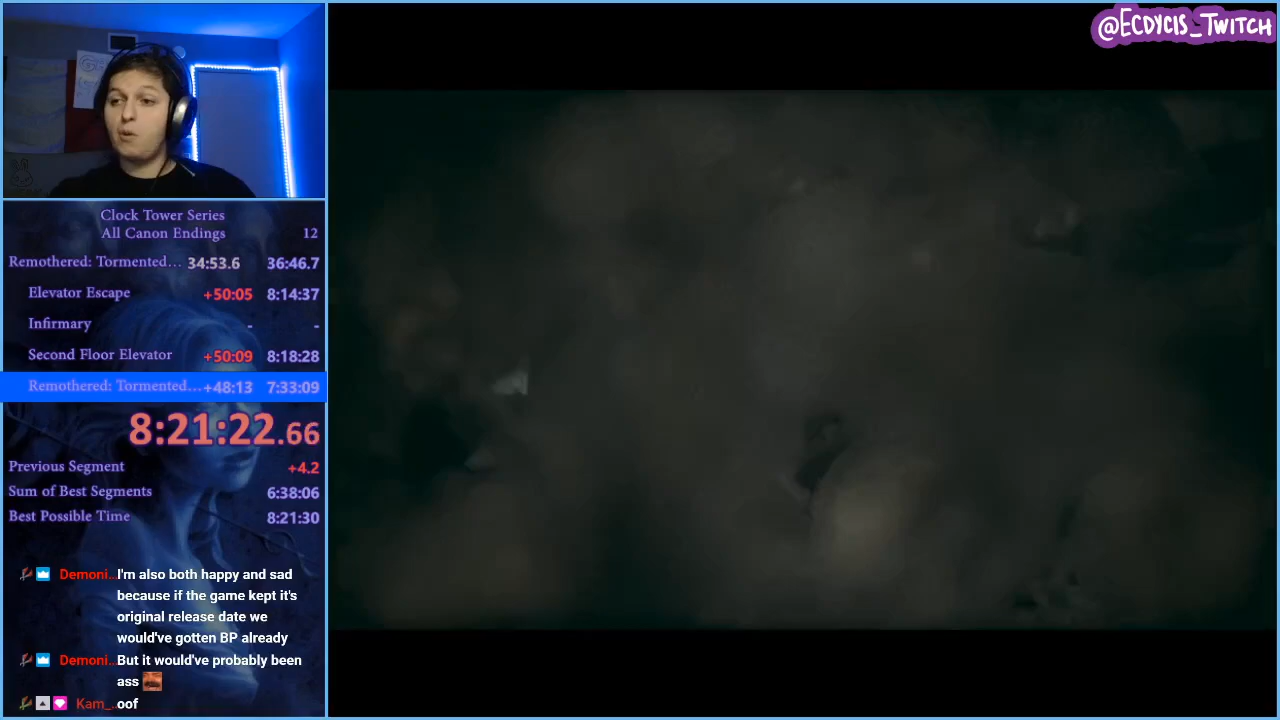 @ECDYCIS_TWITCH
Clock Tower Series
All Canon Endings 12
Remothered: Tormented... 34:53.6 36:46.7
Elevator Escape +50:05 8:14:37
Infirmary - -
Second Floor Elevator +50:09 8:18:28
Remothered: Tormented... +48:13 7:33:09
8:21:22.66
Previous Segment +4.2
Sum of Best Segments 6:38:06
Best Possible Time 8:21:30
Demoni... I'm also both happy and sad
because if the game kept it's
original release date we
would've gotten BP already
Demoni... But it would've probably been
ass
Kam_... oof